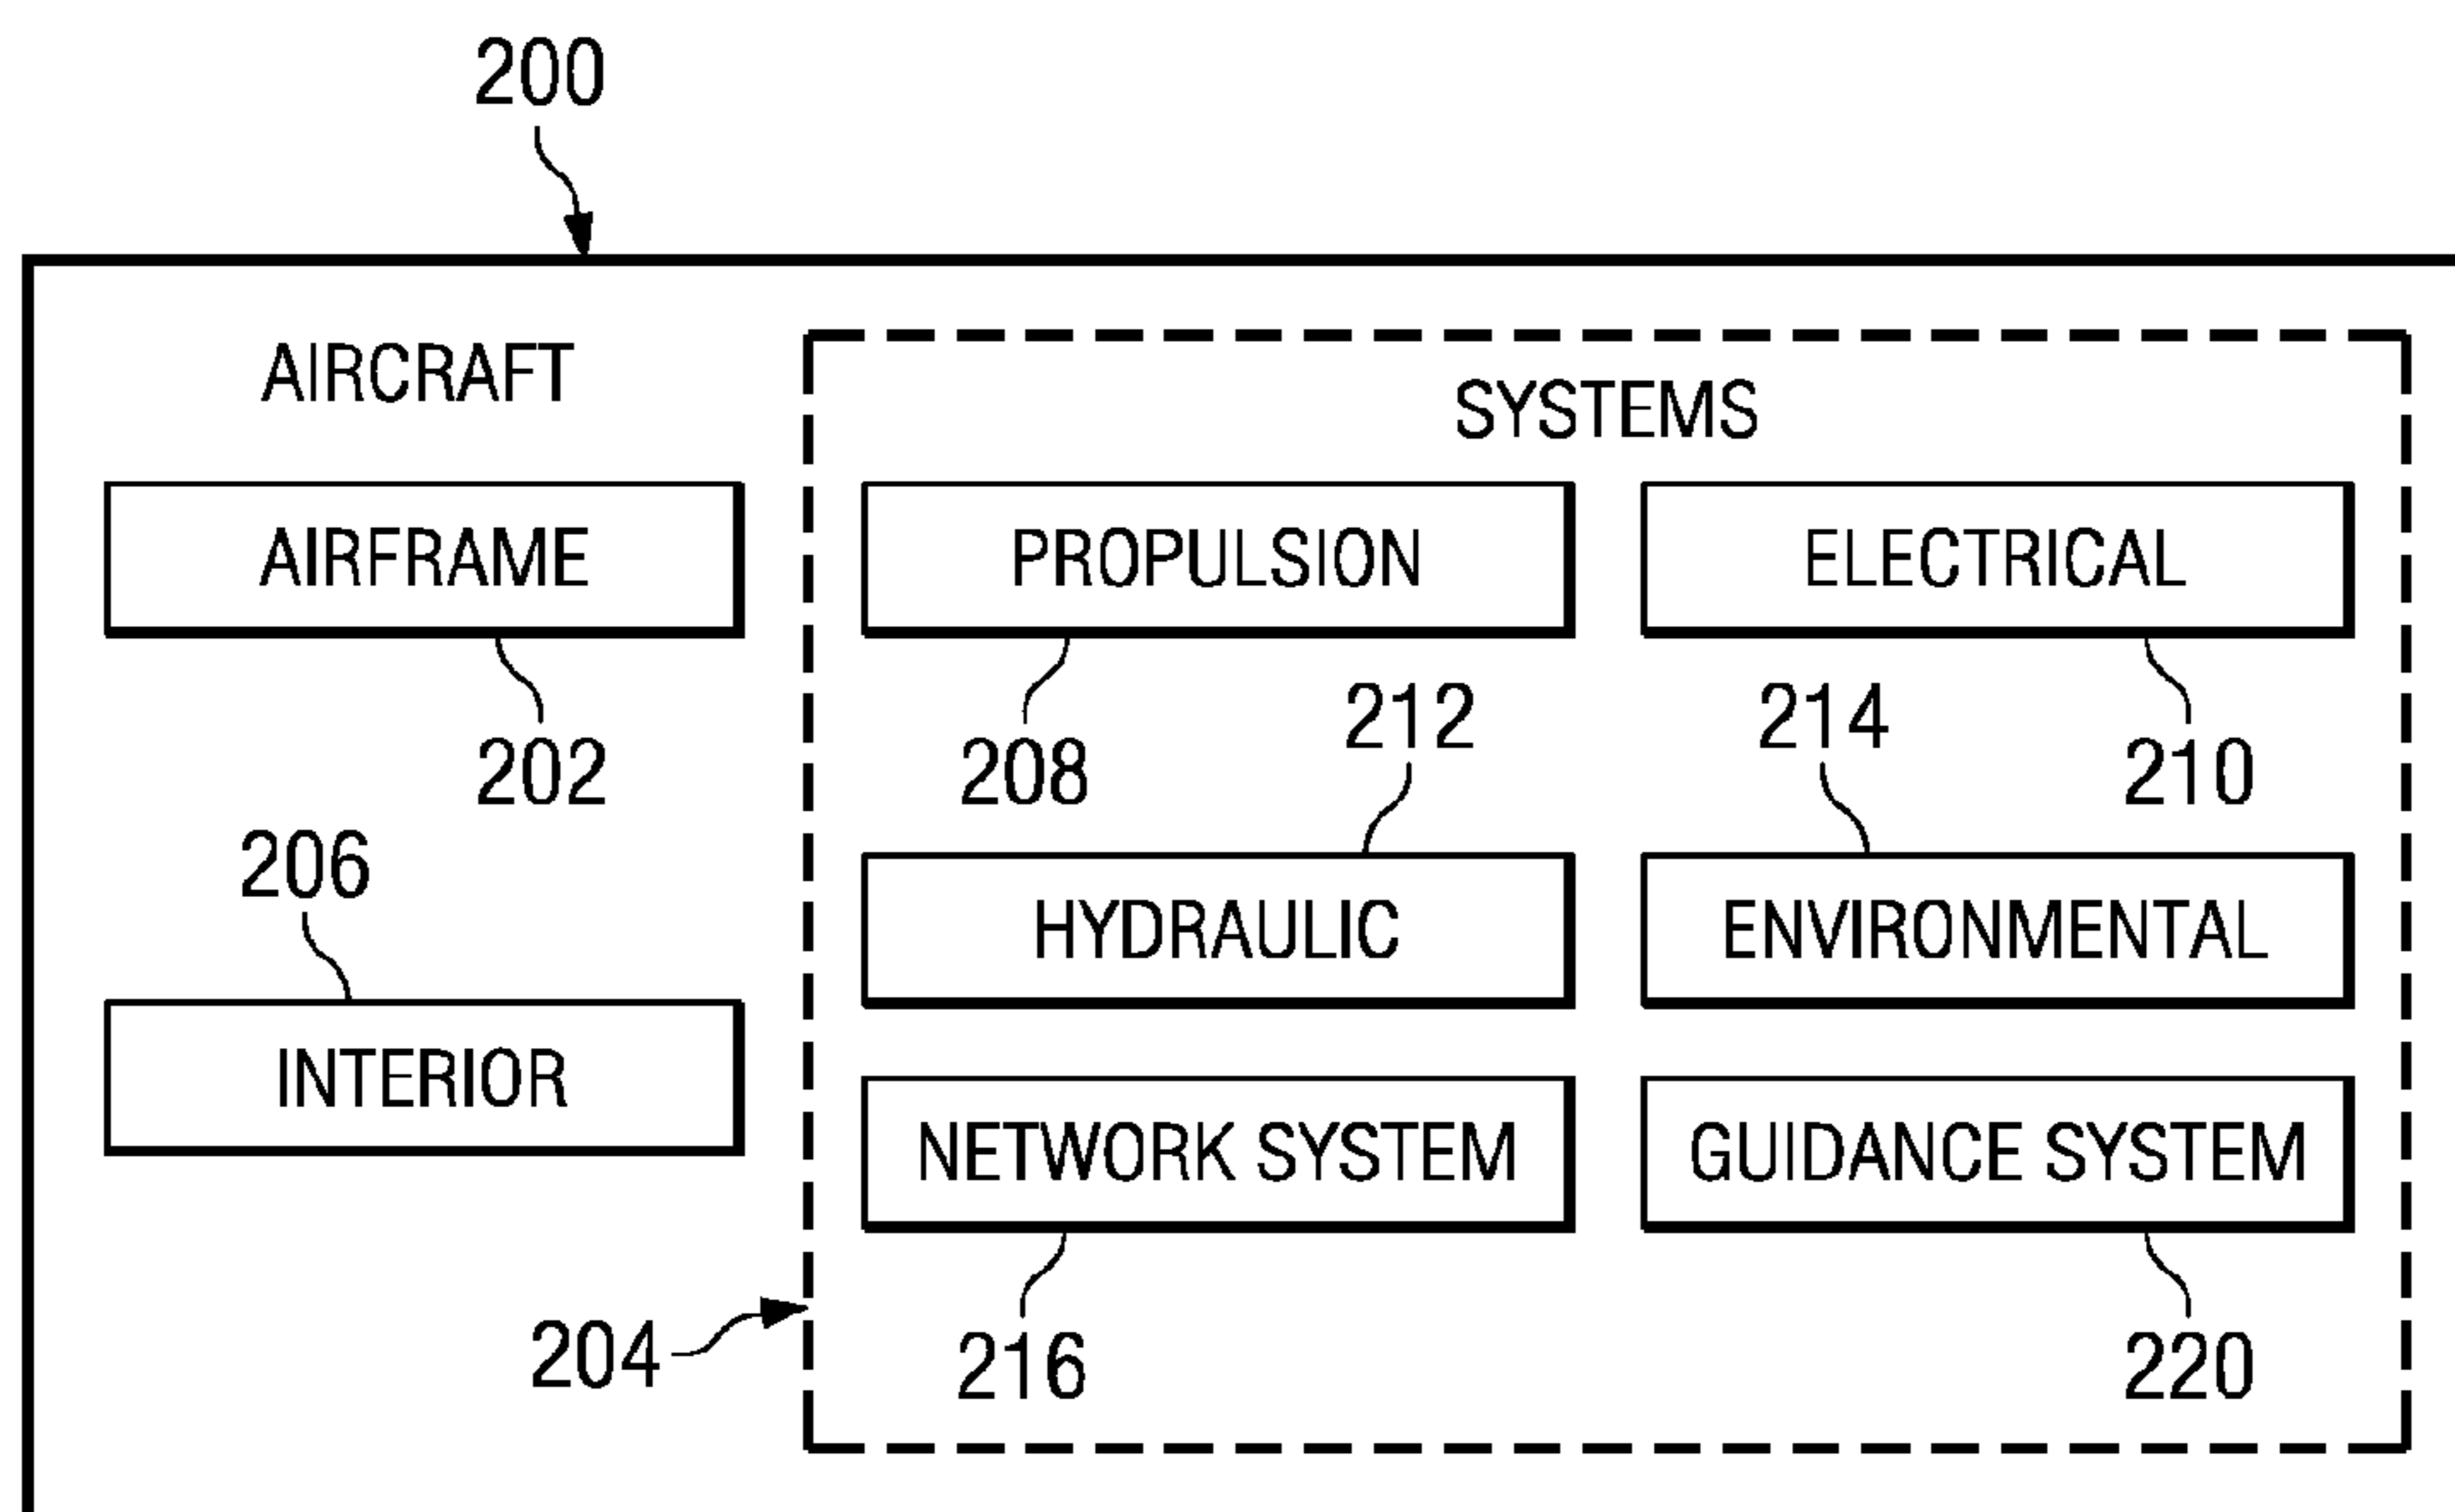 200
AIRCRAFT
SYSTEMS
AIRFRAME
PROPULSION
ELECTRICAL
202
208
212
214
210
206
HYDRAULIC
ENVIRONMENTAL
INTERIOR
NETWORK SYSTEM
GUIDANCE SYSTEM
204
216
220